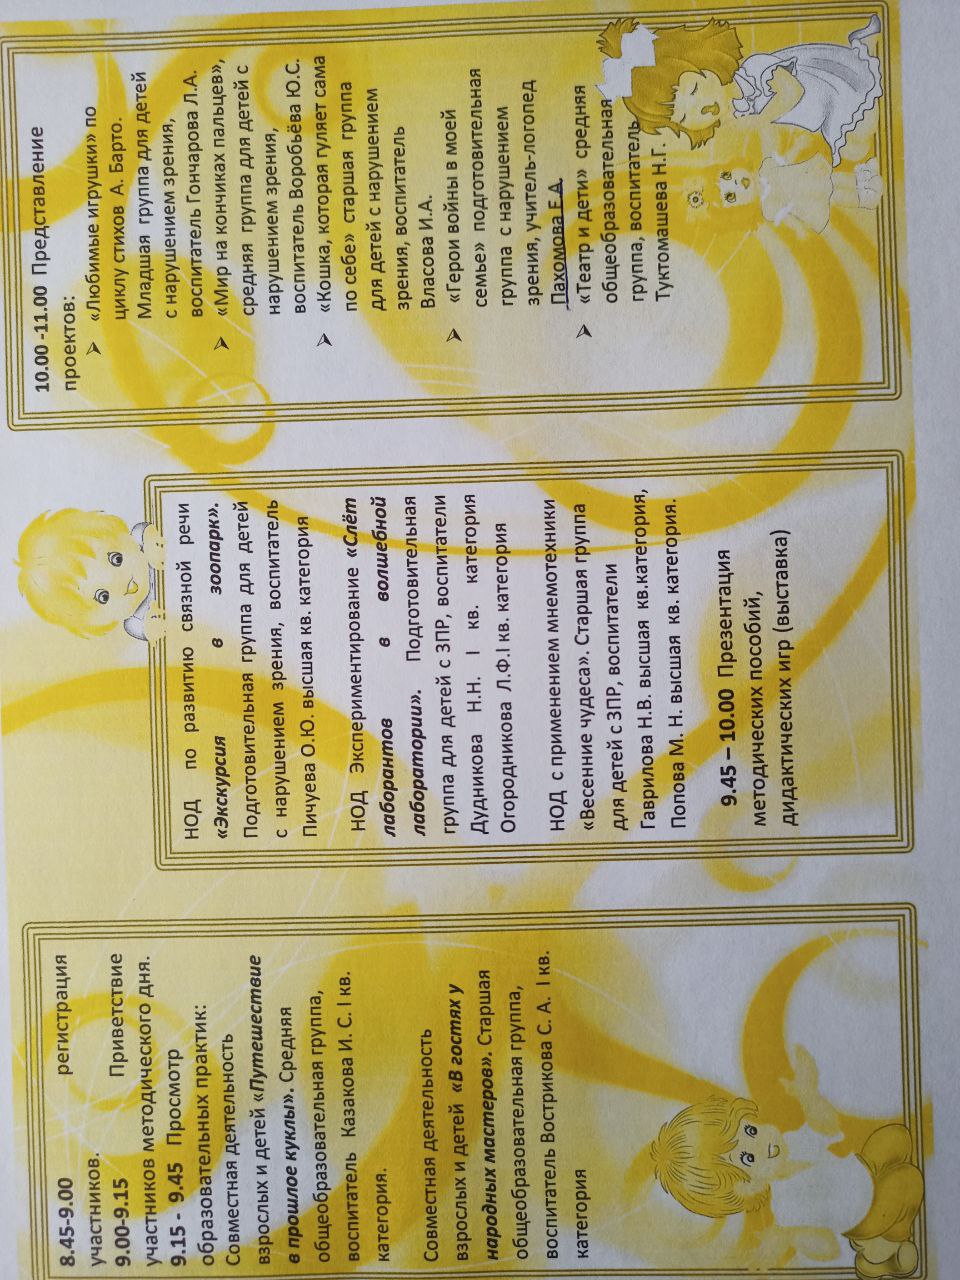 8.45-9.00 регистрация
участников.
9.00-9.15 Приветствие
участников методического дня.
9.15 - 9.45 Просмотр
образовательных практик:
Совместная деятельность
взрослых и детей «Путешествие
в прошлое куклы». Средняя
общеобразовательная группа,
воспитатель Казакова И. С. I кв.
категория.
Совместная деятельность
взрослых и детей «В гостях у
народных мастеров». Старшая
общеобразовательная группа,
воспитатель Вострикова С. А. I кв.
категория
НОД по развитию связной речи
«Экскурсия в зоопарк».
Подготовительная группа для детей
с нарушением зрения, воспитатель
Пичуева О.Ю. высшая кв. категория
НОД Экспериментирование «Слёт
лаборантов в волшебной
лаборатории». Подготовительная
группа для детей с ЗПР, воспитатели
Дудникова Н.Н. I кв. категория
Огородникова Л.Ф.I кв. категория
НОД с применением мнемотехники
«Весенние чудеса». Старшая группа
для детей с ЗПР, воспитатели
Гаврилова Н.В. высшая кв.категория,
Попова М. Н. высшая кв. категория.
9.45 – 10.00 Презентация
методических пособий,
дидактических игр (выставка)
10.00 -11.00 Представление
проектов:
➢ «Любимые игрушки» по
циклу стихов А. Барто.
Младшая группа для детей
с нарушением зрения,
воспитатель Гончарова Л.А.
➢ «Мир на кончиках пальцев»,
средняя группа для детей с
нарушением зрения,
воспитатель Воробьёва Ю.С.
➢ «Кошка, которая гуляет сама
по себе» старшая группа
для детей с нарушением
зрения, воспитатель
Власова И.А.
➢ «Герои войны в моей
семье» подготовительная
группа с нарушением
зрения, учитель-логопед
Пахомова Е.А.
➢ «Театр и дети» средняя
общеобразовательная
группа, воспитатель
Туктомашева Н.Г.